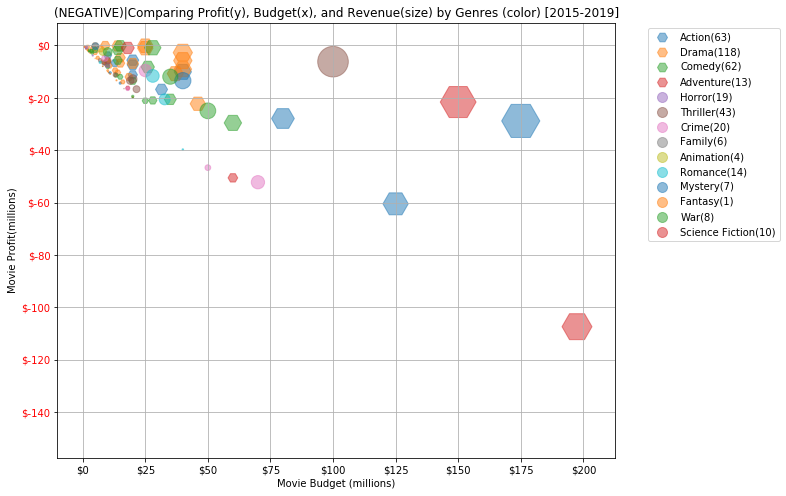 (NEGATIVE)|Comparing Profit(y), Budget(x), and Revenue(size) by Genres (color) [2015-2019]
Movie Profit(millions)
$0
$-20
$-40
$-60
$-80
$-100
$-120
$-140
$0
$25
$50
$75
$100
$125
$150
$175
$200
Movie Budget (millions)
Action(63)
Drama(118)
Comedy(62)
Adventure(13)
Horror(19)
Thriller(43)
Crime(20)
Family(6)
Animation(4)
Romance(14)
Mystery(7)
Fantasy(1)
War(8)
Science Fiction(10)